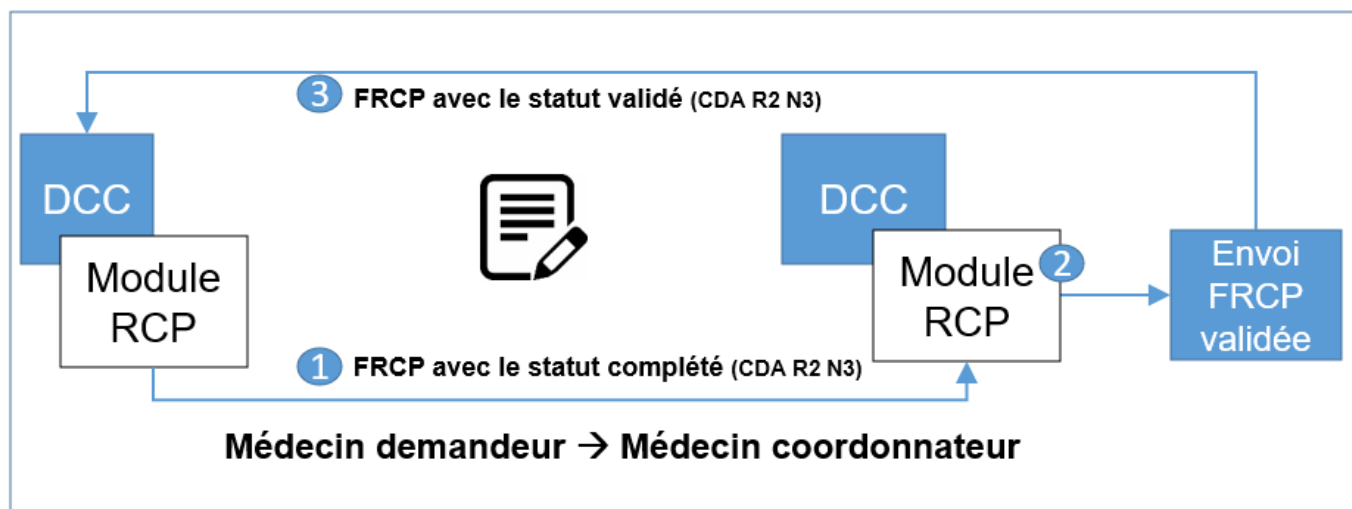 3 FRCP avec le statut validé (CDA R2 N3)
DCC
Module
RCP
DCC
Module
RCP
2
Envoi
FRCP
validée
1 FRCP avec le statut complété (CDA R2 N3)
Médecin demandeur → Médecin coordonnateur